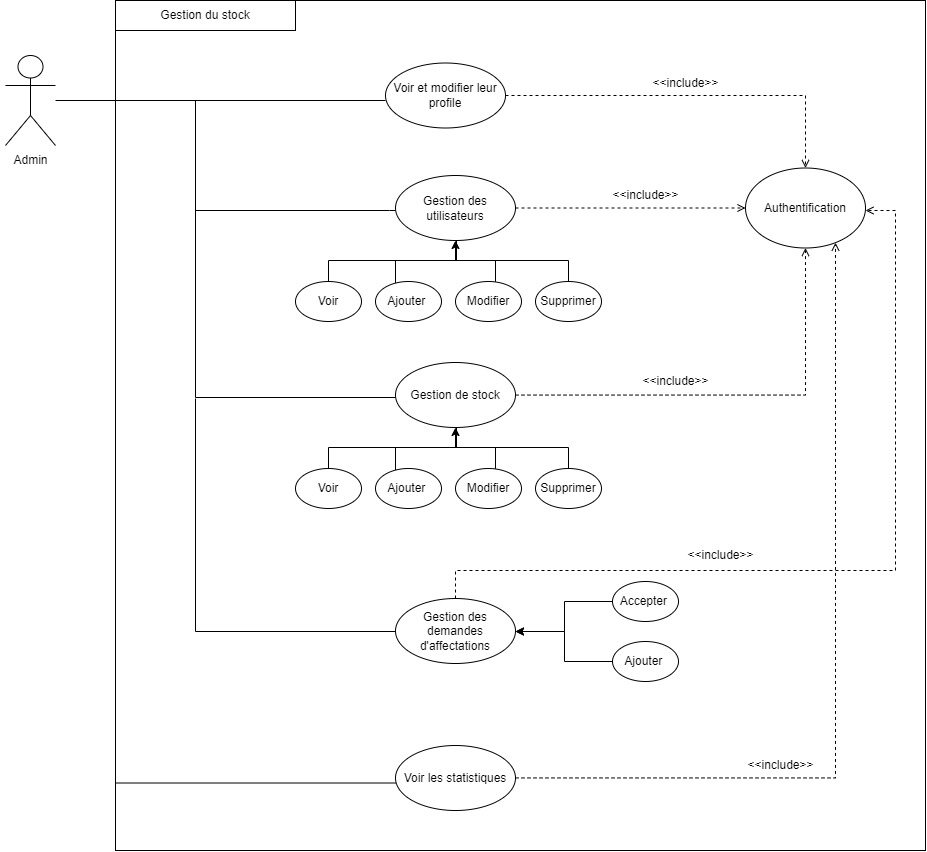 Gestion du stock
Admin
Voir et modifier leur
profile
<<include>>
Gestion des
utilisateurs
<<include>>
Authentification
Voir
Ajouter
Modifier
Supprimer
Gestion de stock
<<include>>
Voir
Ajouter
Modifier
Supprimer
<<include>>
Gestion des
demandes
d'affectations
Accepter
Ajouter
Voir les statistiques
<<include>>